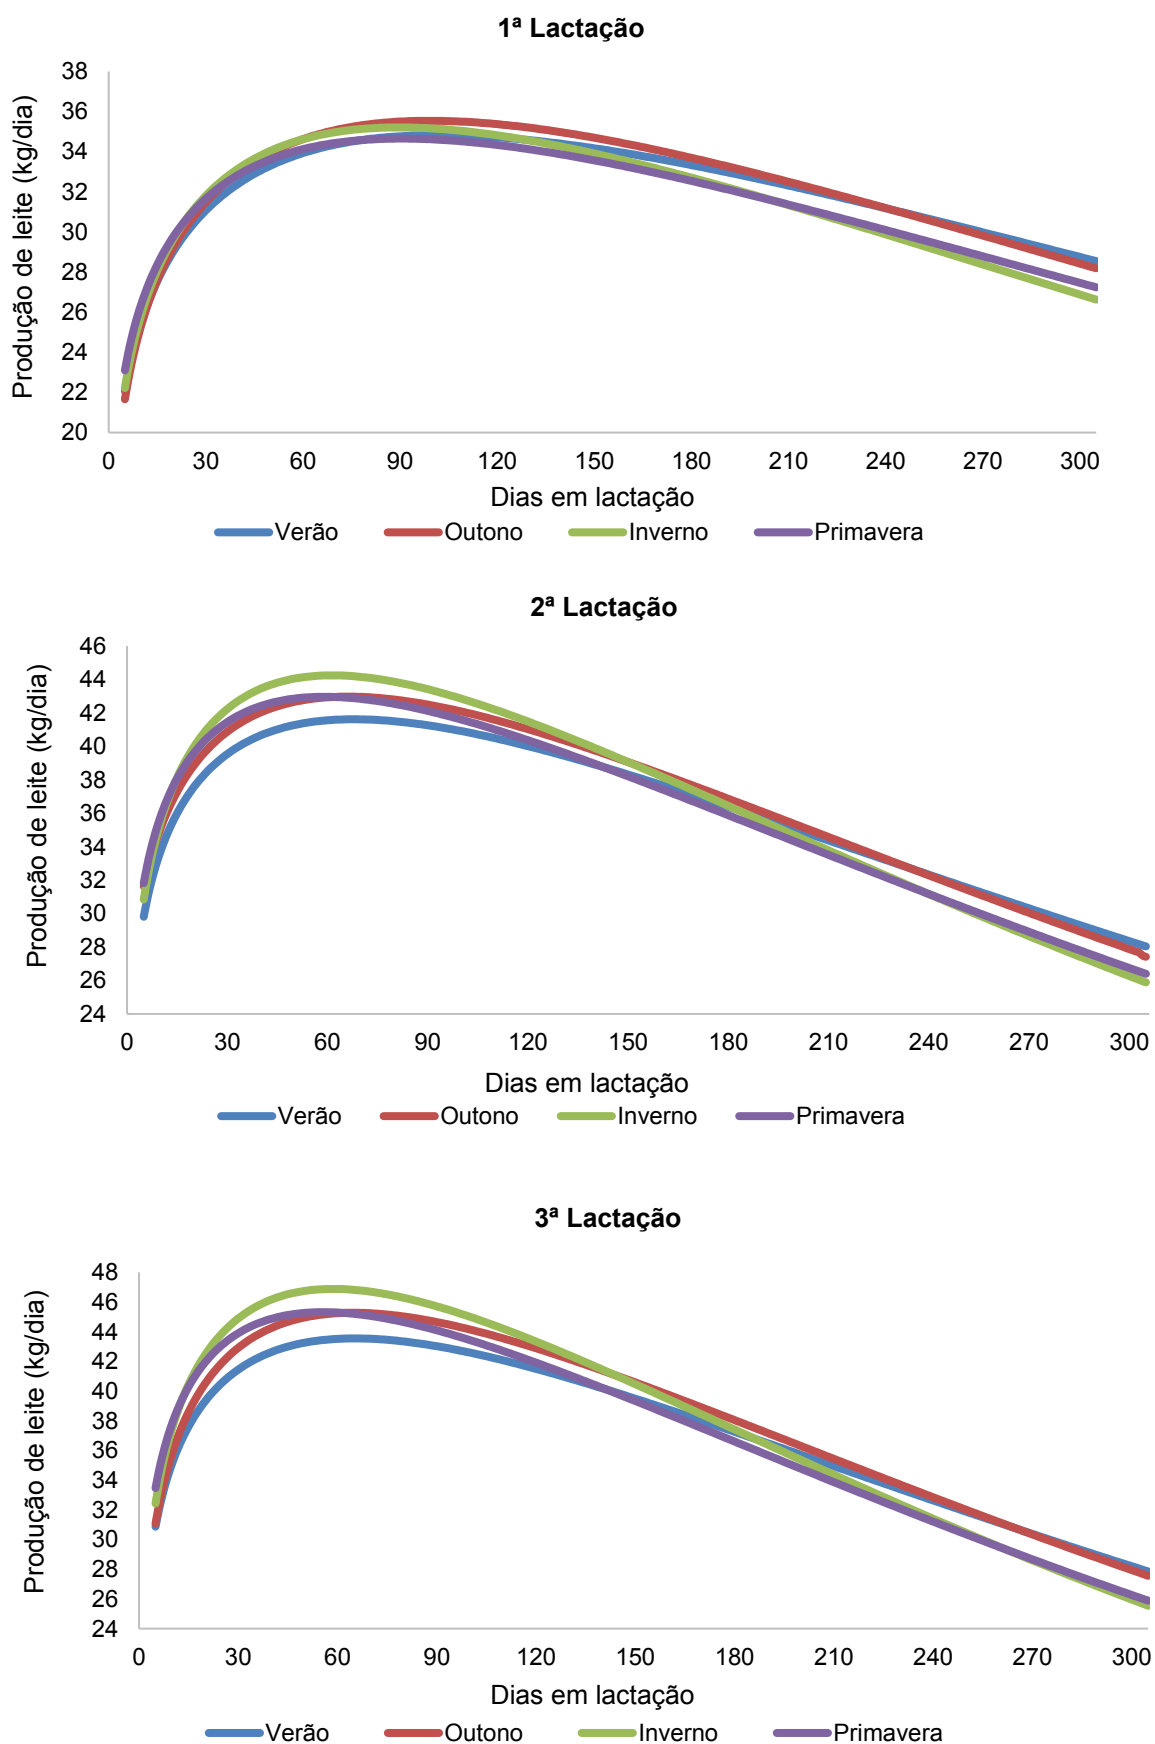 1ª Lactação
Produção de leite (kg/dia)
38
36
34
32
30
28
26
24
22
20
0 30 60 90 120 150 180 210 240 270 300
Dias em lactação
Verão Outono Inverno Primavera
2ª Lactação
Produção de leite (kg/dia)
46
44
42
40
38
36
34
32
30
28
26
24
0 30 60 90 120 150 180 210 240 270 300
Dias em lactação
Verão Outono Inverno Primavera
3ª Lactação
Produção de leite (kg/dia)
48
46
44
42
40
38
36
34
32
30
28
26
24
0 30 60 90 120 150 180 210 240 270 300
Dias em lactação
Verão Outono Inverno Primavera